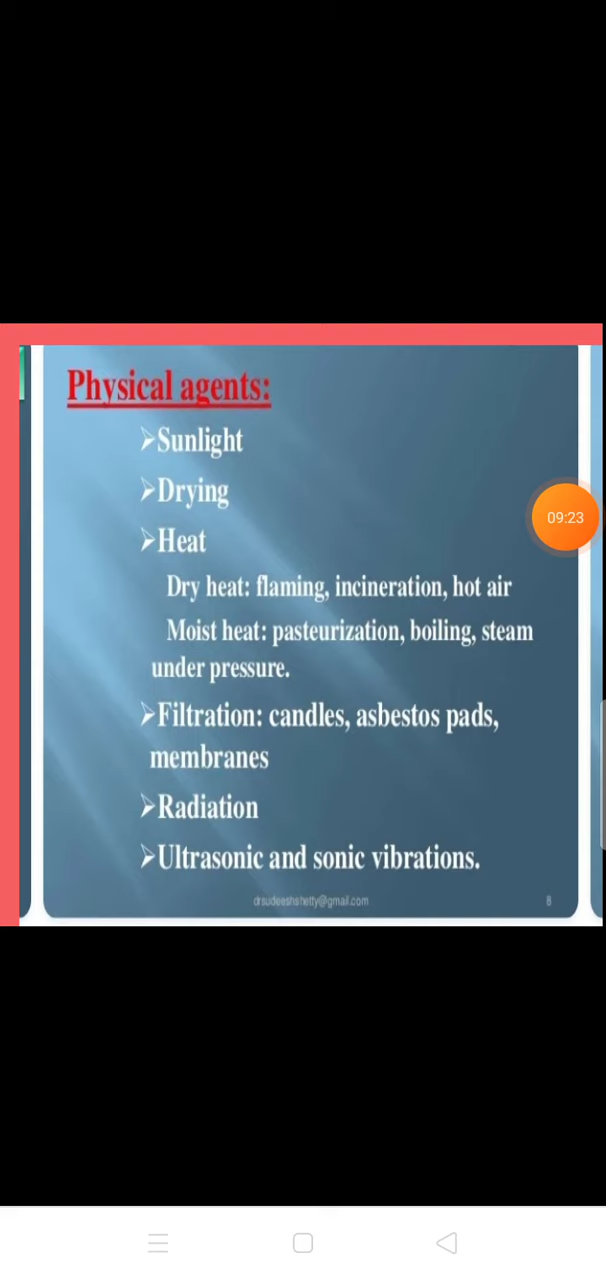 Physical agents:
➢Sunlight
➢Drying
➢Heat
Dry heat: flaming, incineration, hot air
Moist heat: pasteurization, boiling, steam
under pressure.
➢Filtration: candles, asbestos pads,
membranes
➢Radiation
➢Ultrasonic and sonic vibrations.
drsudeeshshetty@gmail.com 8
09:23